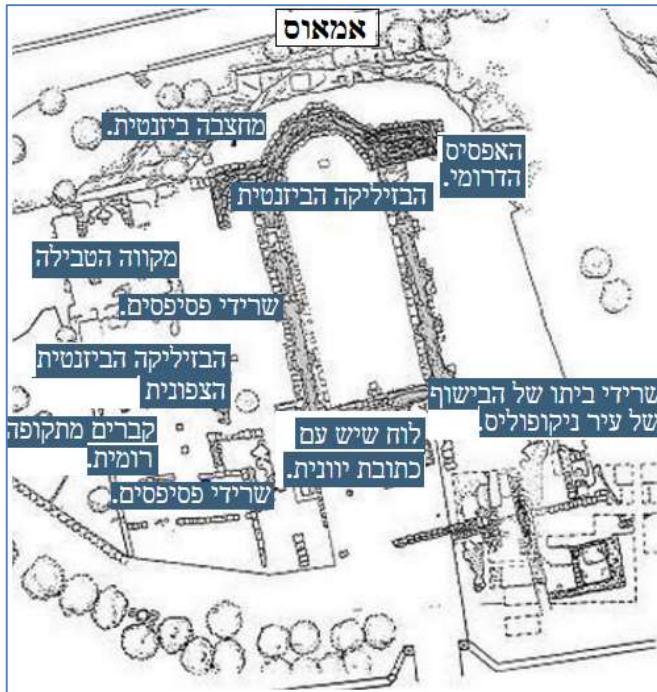 אמאוס
מחצבה ביזנטית.
האפסיס
הדרומי.
הבזיליקה הביזנטית
מקווה הטבילה
שרידי פסיפסים.
הבזיליקה הביזנטית
הצפונית
שרידי ביתו של הבישוף
של עיר ניקופוליס.
קברים מתקופה
רומית.
לוח שיש עם
כתובת יוונית.
שרידי פסיפסים.